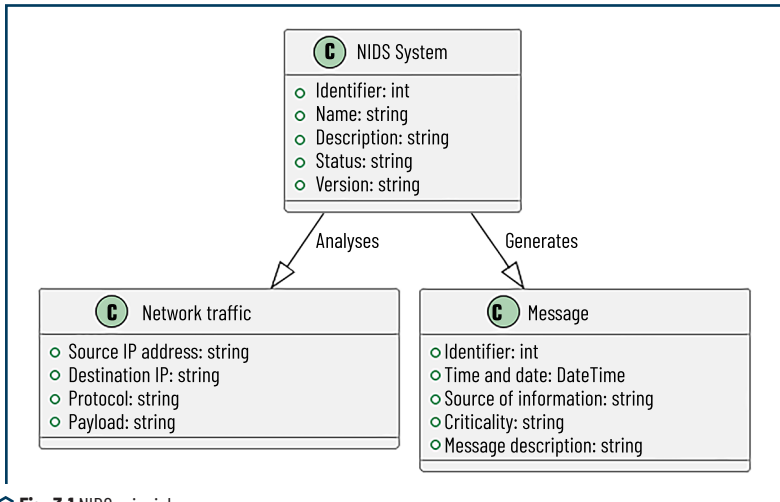 C NIDS System
Identifier: int
Name: string
Description: string
Status: string
Version: string
Analyses
Generates
C Network traffic
Source IP address: string
Destination IP: string
Protocol: string
Payload: string
C Message
Identifier: int
Time and date: DateTime
Source of information: string
Criticality: string
Message description: string